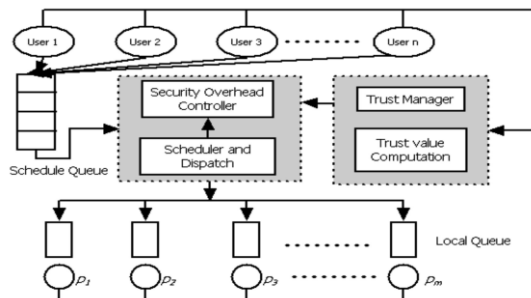 User 1
User 2
User 3
User n
Security Overhead
Controller
Trust Manager
Scheduler and
Dispatch
Trust value
Computation
Schedule Queue
Local Queue
p1
p2
p3
pm